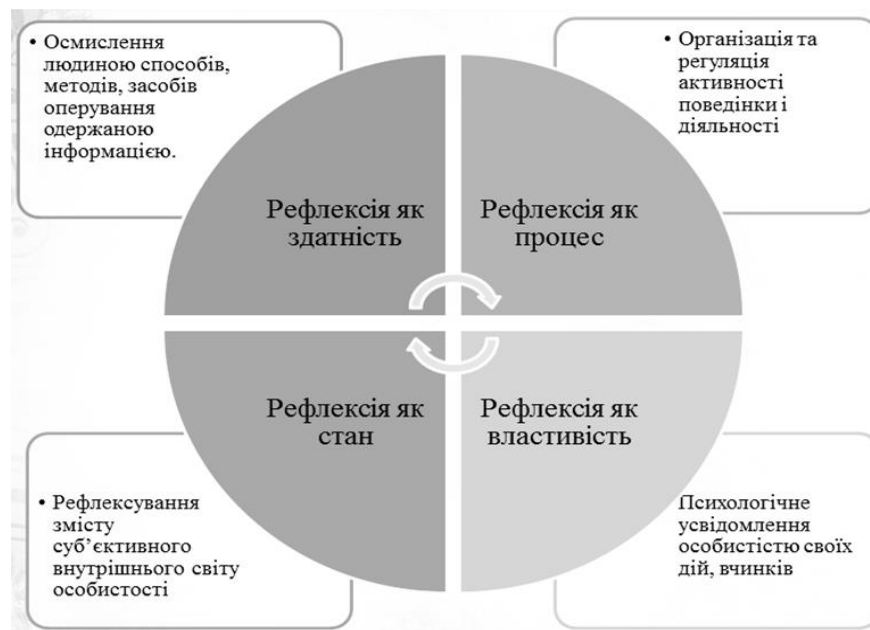 • Осмислення
людиною способів,
методів, засобів
оперування
одержаною
інформацією.
• Організація та
регуляція
активності
поведінки і
діяльності
Рефлексія як
здатність
Рефлексія як
процес
Рефлексія як
стан
Рефлексія як
властивість
• Рефлексування
змісту
суб’єктивного
внутрішнього світу
особистості
Психологічне
усвідомлення
особистістю своїх
дій, вчинків